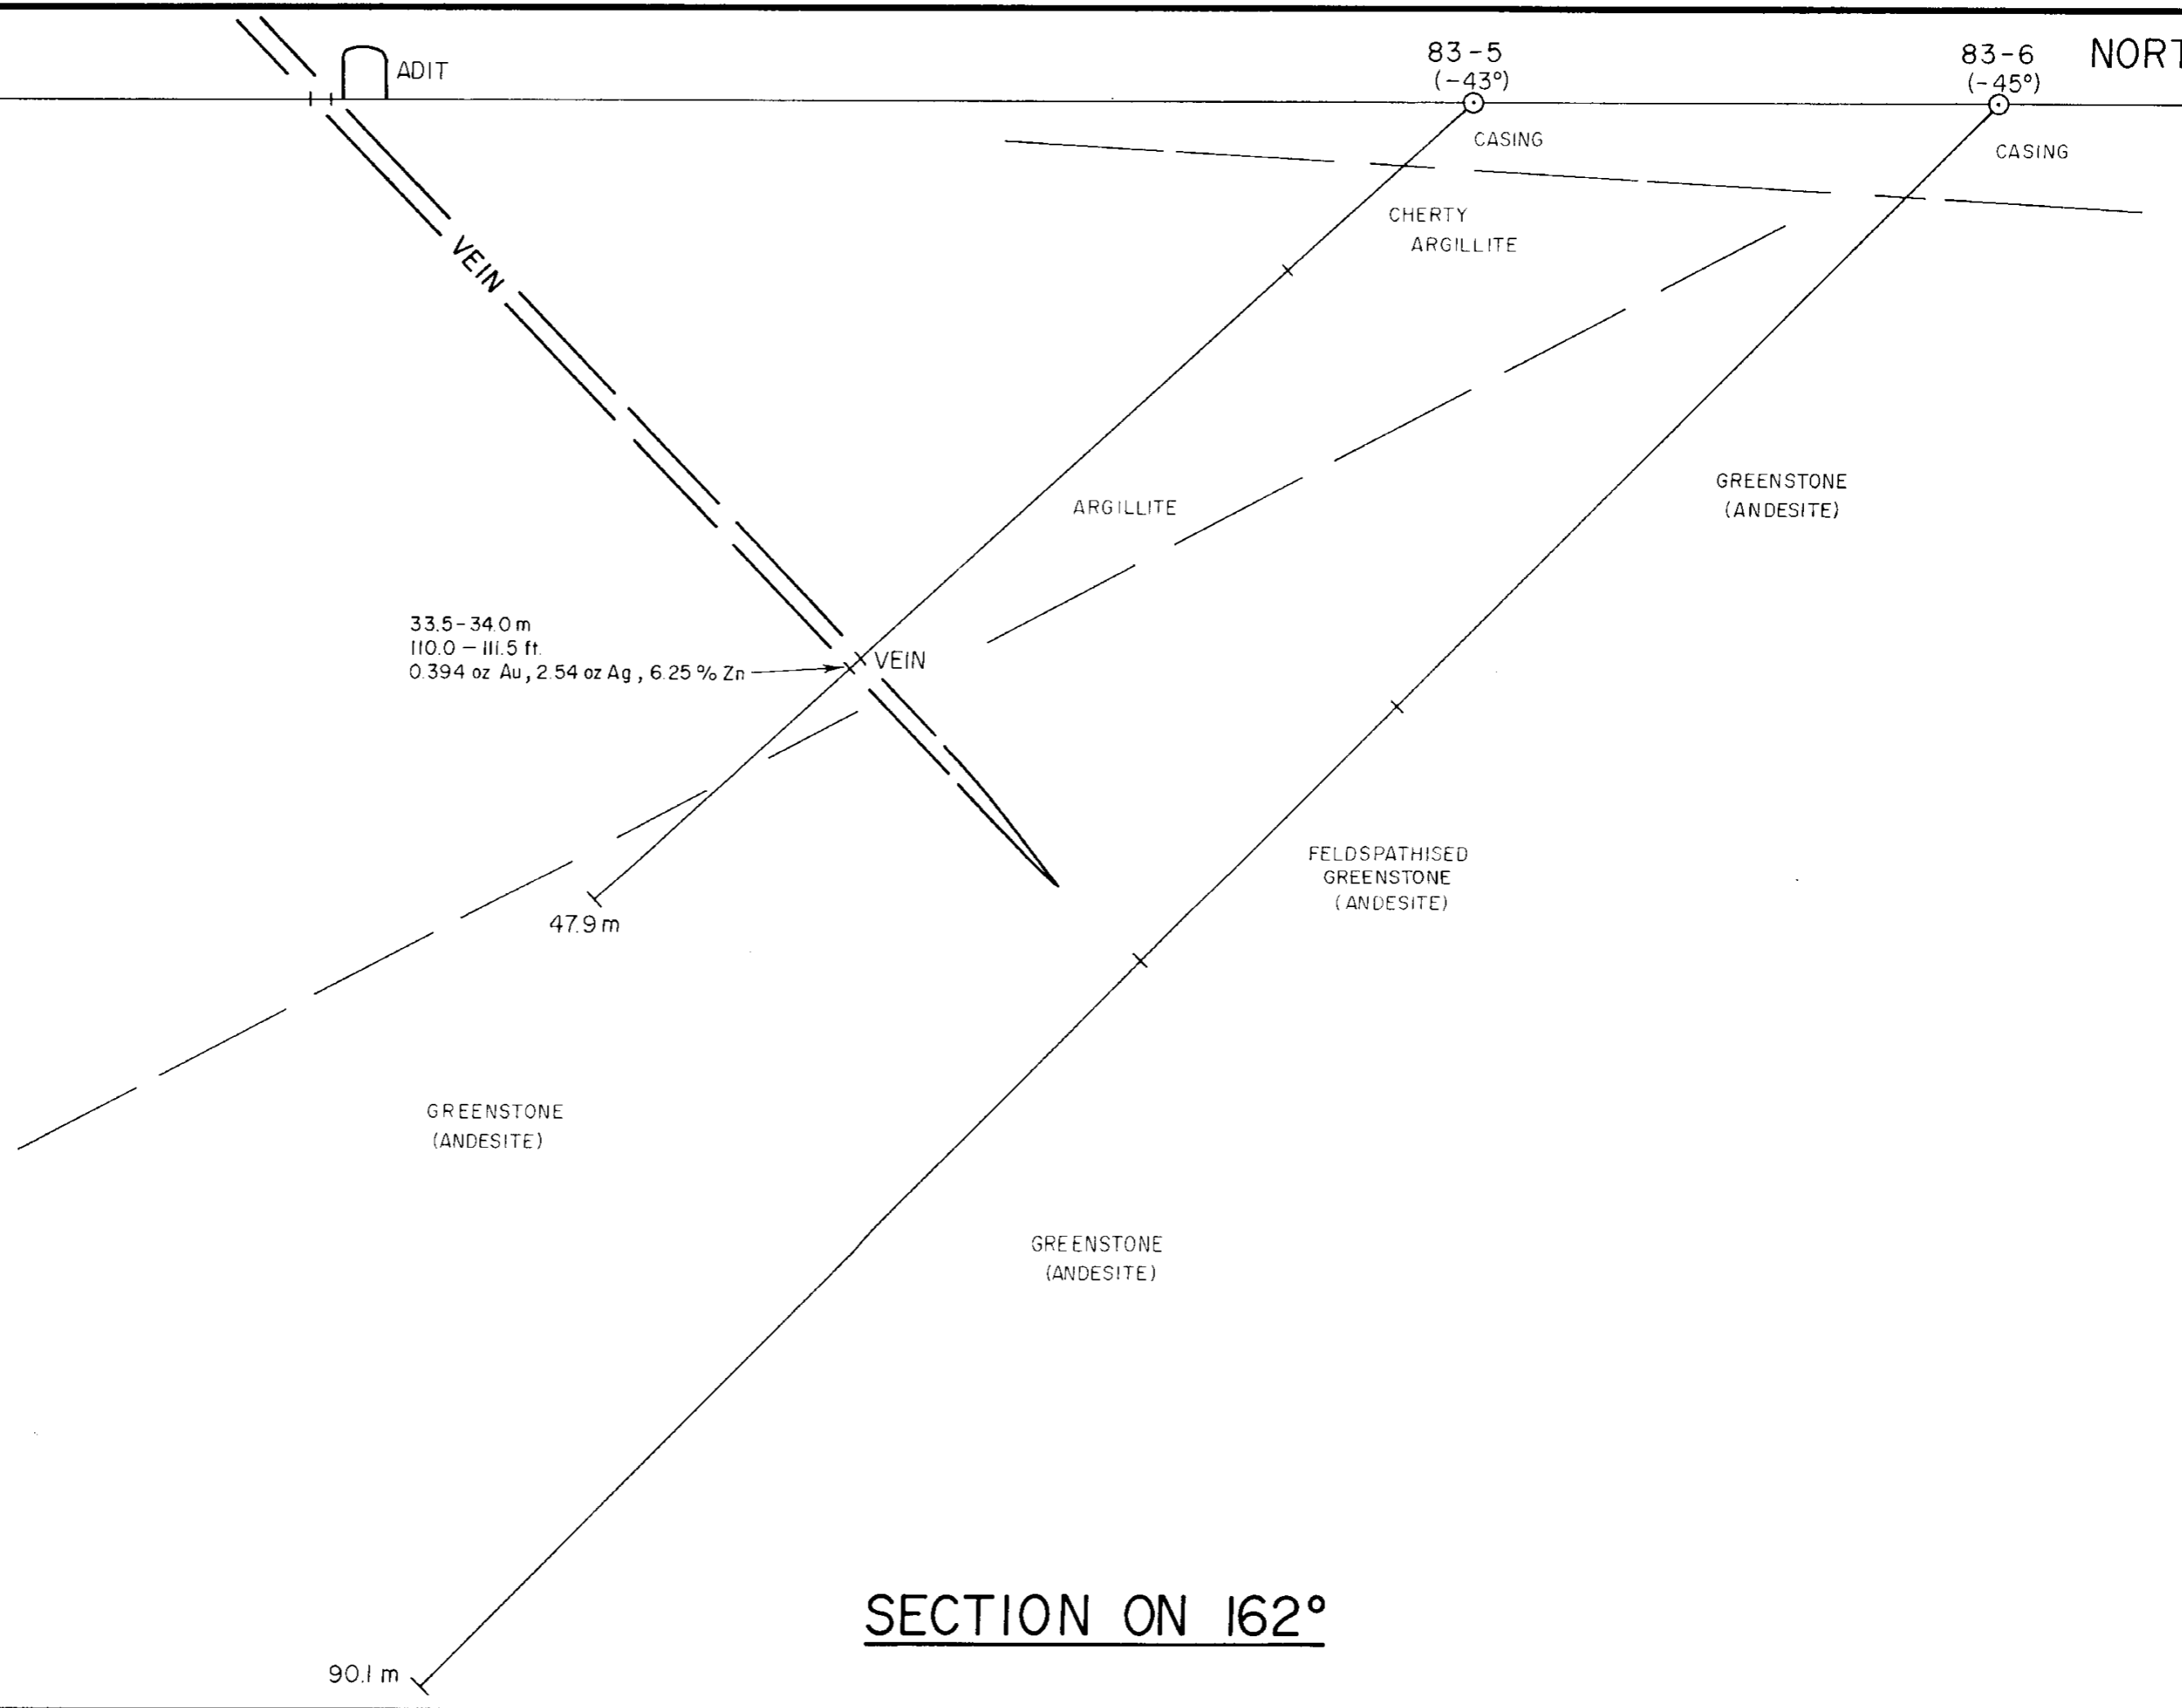 ADIT
83-5
(-43°)
83-6
(-45°)
NORT
CASING
CASING
CHERTY
ARGILLITE
VEIN
ARGILLITE
GREENSTONE
(ANDESITE)
33.5-34.0 m
110.0 - 111.5 ft.
0.394 oz Au, 2.54 oz Ag, 6.25 % Zn
VEIN
FELDSPATHISED
GREENSTONE
(ANDESITE)
47.9 m
GREENSTONE
(ANDESITE)
GREENSTONE
(ANDESITE)
SECTION ON 162°
90.1 m